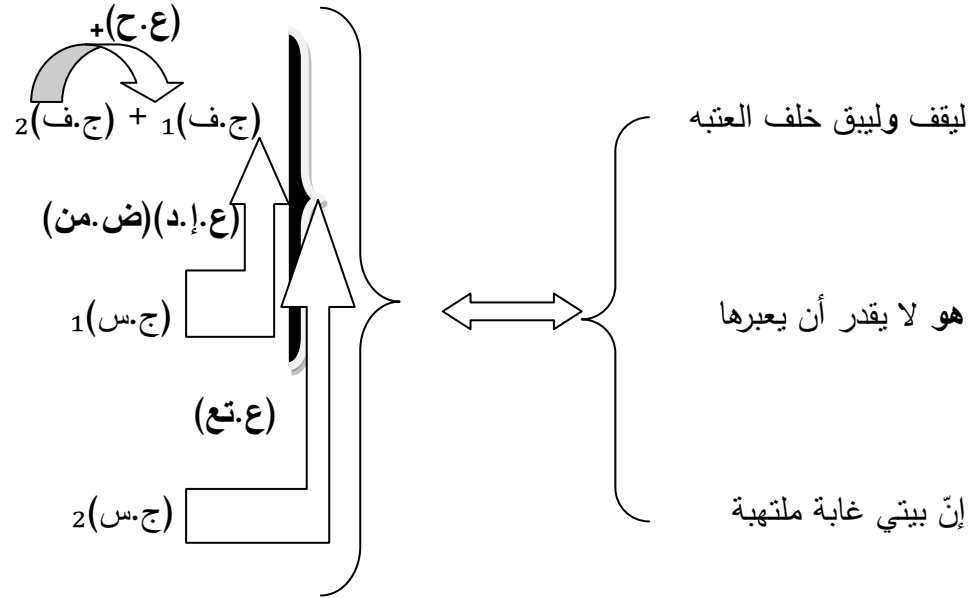 (ع.ح)+
ليقف وليبق خلف العتبه
(ج.ف)1 + (ج.ف)2
(ع.إ.د)(ض.من)
هو لا يقدر أن يعبرها
(ج.س)1
(ع.تع)
إنّ بيتي غابة ملتهبة
(ج.س)2